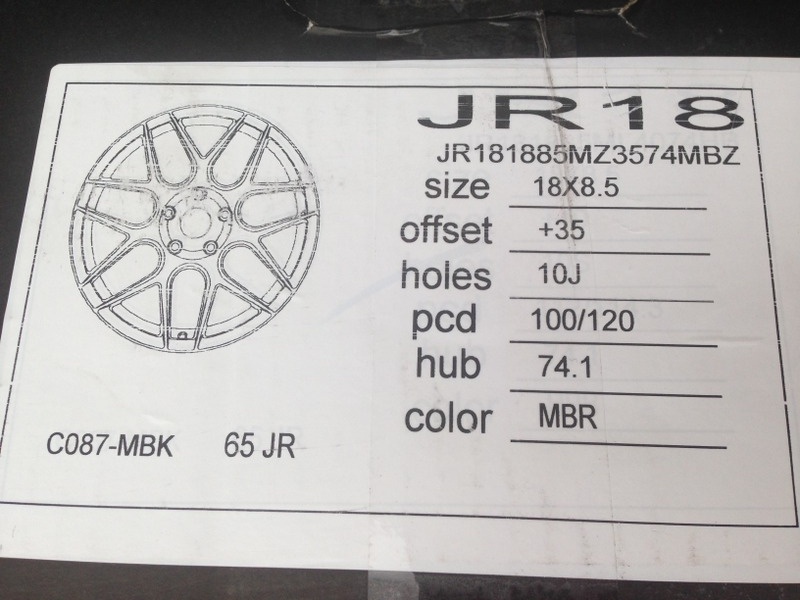 JR18
JR181885MZ3574MBZ
size 18X8.5
offset +35
holes 10J
pcd 100/120
hub 74.1
color MBR
C087-MBK 65 JR